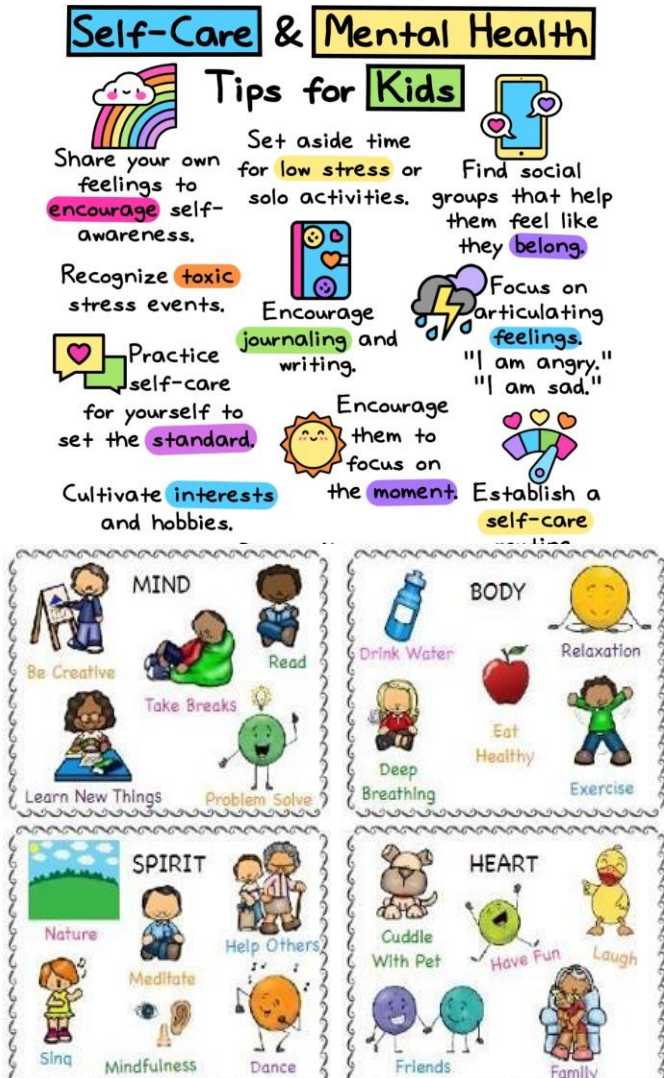 Self-Care & Mental Health
Tips for Kids
Share your own
feelings to
encourage self-
awareness.
Set aside time
for low stress or
solo activities.
Find social
groups that help
them feel like
they belong.
Recognize toxic
stress events.
Encourage
journaling and
writing.
Focus on
articulating
feelings.
"I am angry."
"I am sad."
Practice
self-care
for yourself to
set the standard.
Encourage
them to
focus on
the moment.
Cultivate interests
and hobbies.
Establish a
self-care
MIND
Be Creative
Take Breaks
Read
Learn New Things
Problem Solve
BODY
Drink Water
Relaxation
Eat
Healthy
Deep
Breathing
Exercise
SPIRIT
Nature
Meditate
Help Others
Sing
Mindfulness
Dance
HEART
Cuddle
With Pet
Have Fun
Laugh
Friends
Family